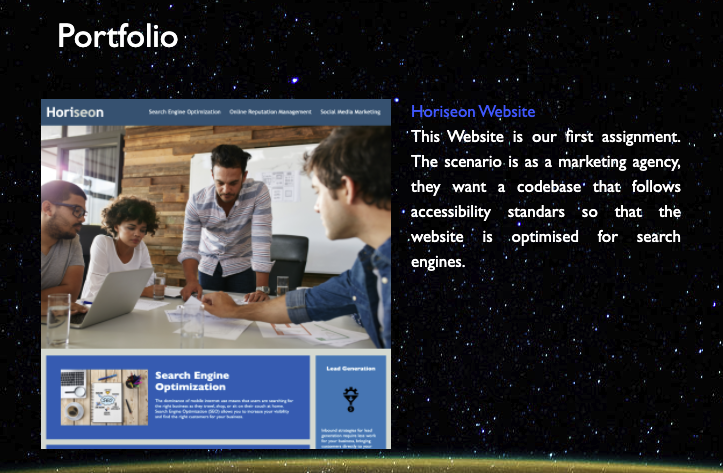 Portfolio
Horiseon
Search Engine Optimization Online Reputation Management Social Media Marketing
Horiseon Website
This Website is our first assignment.
The scenario is as a marketing agency,
they want a codebase that follows
accessibility standars so that the
website is optimised for search
engines.
Search Engine
Optimization
The dominance of mobile internet use means that users are searching for
the right business as they travel, shop, or sit on their couch at home.
Search Engine Optimization (SEO) allows you to increase your visibility
and find the right customers for your business.
Lead Generation
Inbound strategies for lead
generation require less work
for your business, bringing
customers directly to your